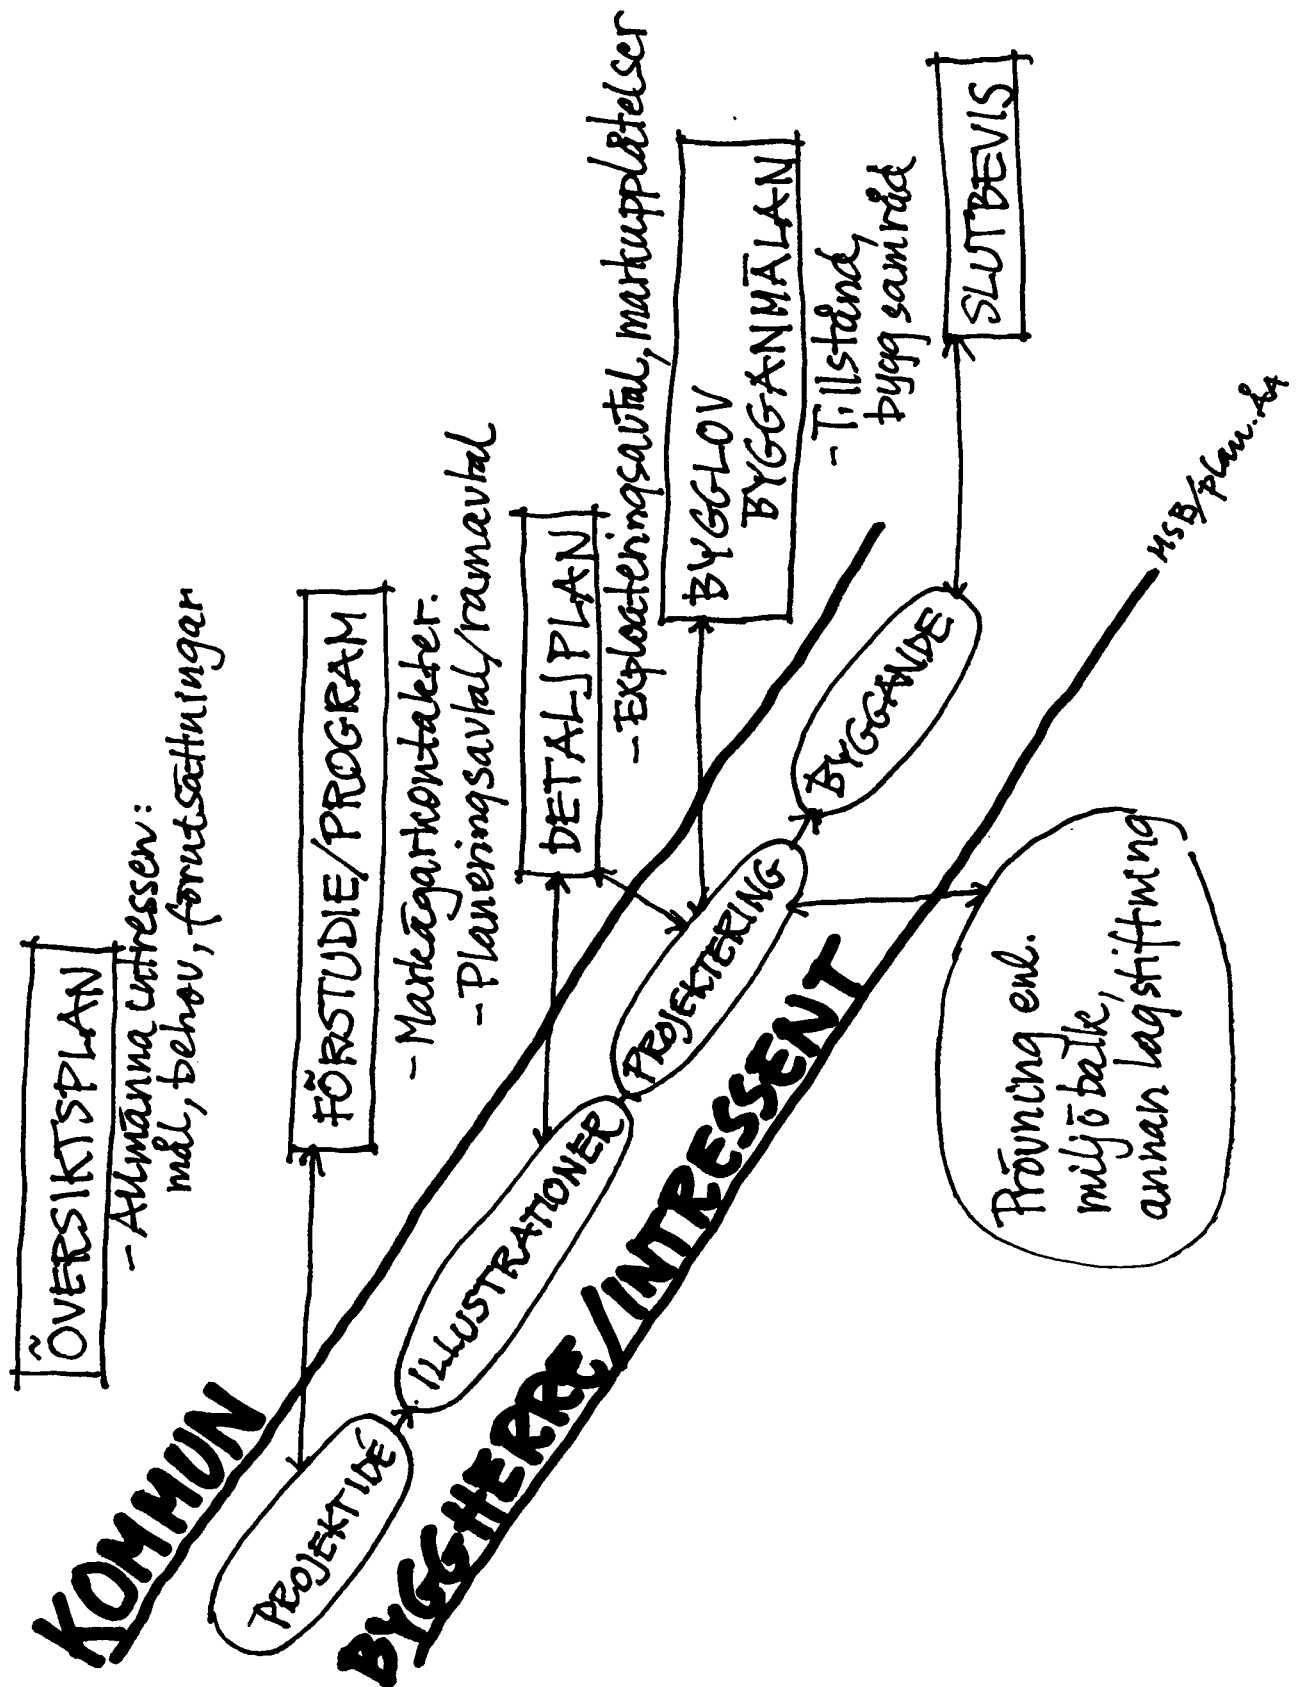 KOMMUN
ÖVERSIKTSPLAN
- Allmänna intressen:
mål, behov, förutsättningar
FÖRSTUDIE/PROGRAM
- Markägarkontakter.
- Planeringsavtal/ramavtal
DETALJPLAN
- Exploateringsavtal, markupplåtelser
BYGGLOV
BYGGANMÄLAN
- Tillstånd,
byggsamråd
SLUTBEVIS
PROJEKTIDÉ
ILLUSTRATIONER
PROJEKTERING
BYGGANDE
BYGGHERRE/INTRESSENT
Prövning enl.
miljöbalk,
annan lagstiftning
MSB/plan.